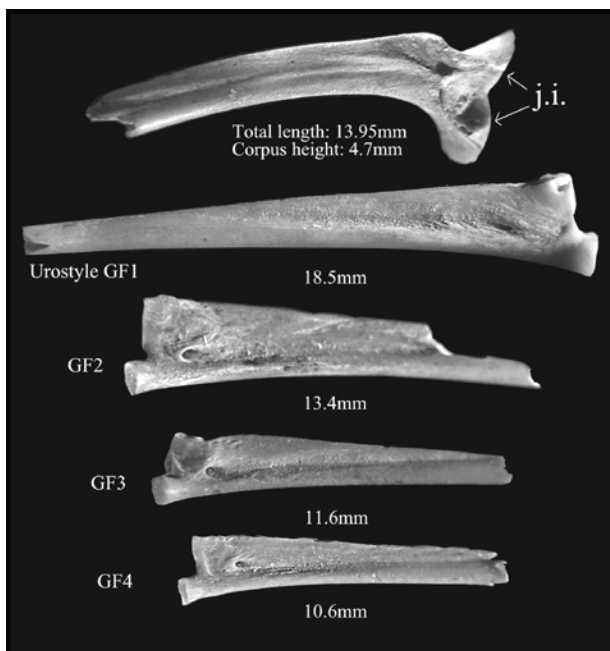 j.i.
Total length: 13.95mm
Corpus height: 4.7mm
Urostyle GF1
18.5mm
GF2
13.4mm
GF3
11.6mm
GF4
10.6mm